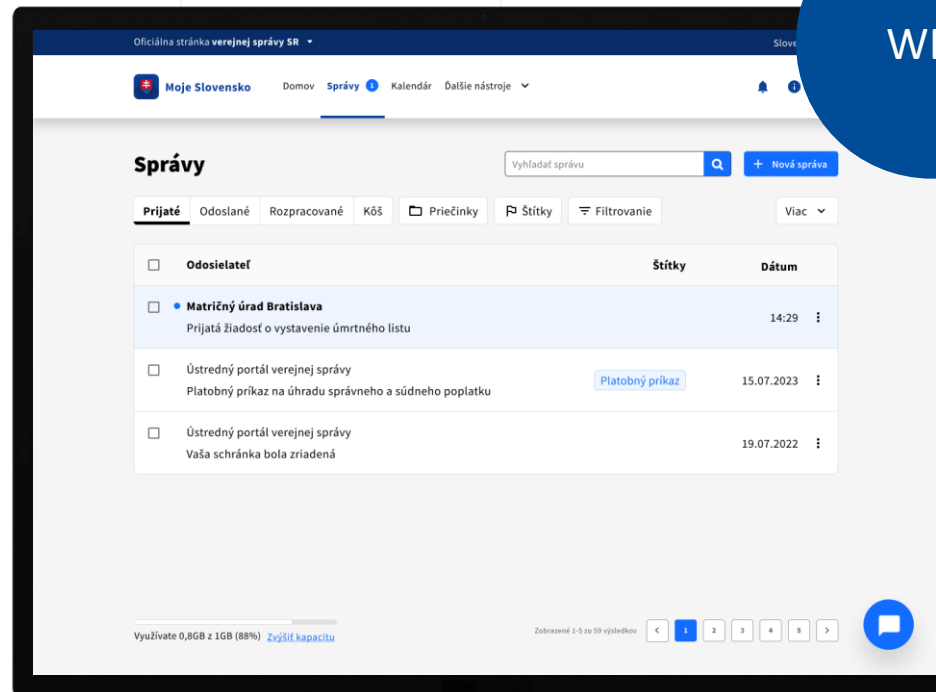 Oficiálna stránka verejnej správy SR
Moje Slovensko Domov Správy 1 Kalendár Ďalšie nástroje
Správy
Vyhľadať správu
+ Nová správa
Prijaté Odoslané Rozpracované Kôš Priečinky Štítky Filtrovanie Viac
Odosielateľ Štítky Dátum
Matričný úrad Bratislava
Prijatá žiadosť o vystavenie úmrtného listu
14:29
Ústredný portál verejnej správy
Platobný príkaz na úhradu správneho a súdneho poplatku
Platobný príkaz
15.07.2023
Ústredný portál verejnej správy
Vaša schránka bola zriadená
19.07.2022
Využívate 0,8GB z 1GB (88%) Zvýšiť kapacitu
Zobrazené 1-5 zo 59 výsledkov < 1 2 3 4 5 >